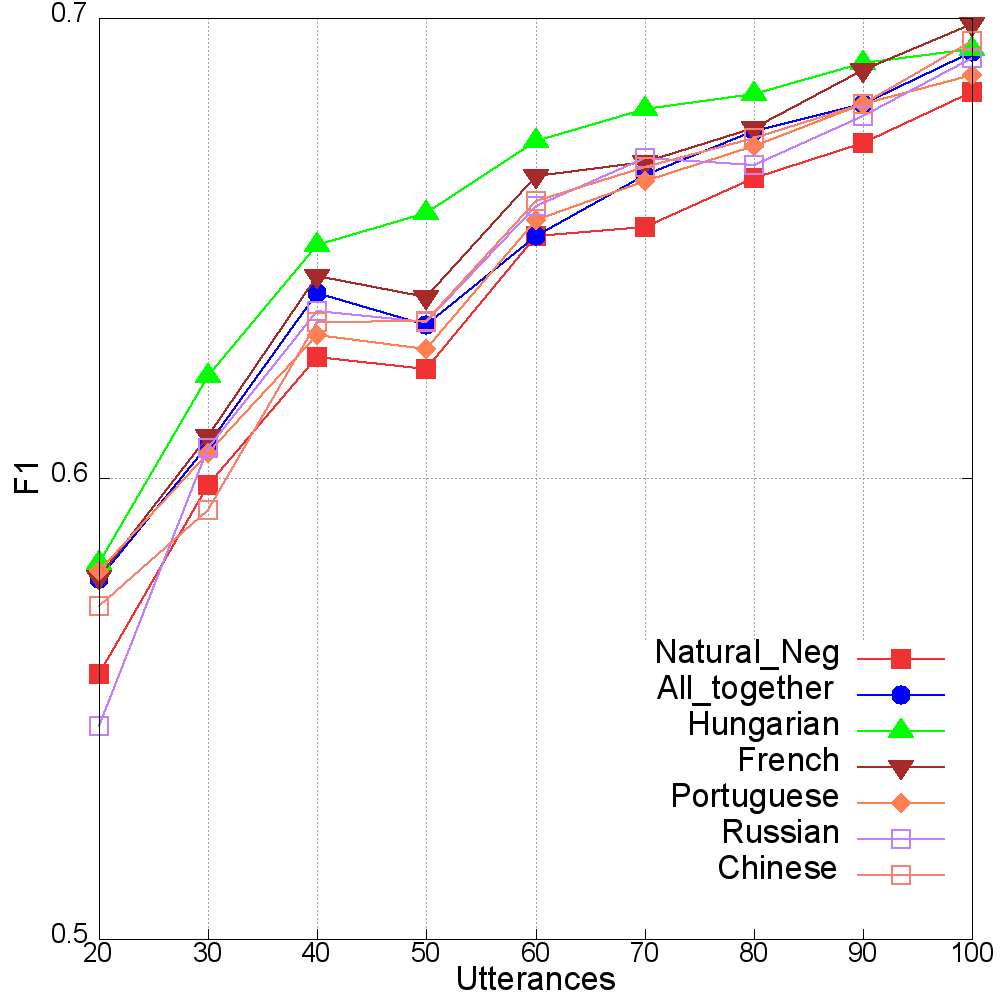 0.7
0.6
0.5
F1
Natural_Neg
All_together
Hungarian
French
Portuguese
Russian
Chinese
20 30 40 50 60 70 80 90 100
Utterances